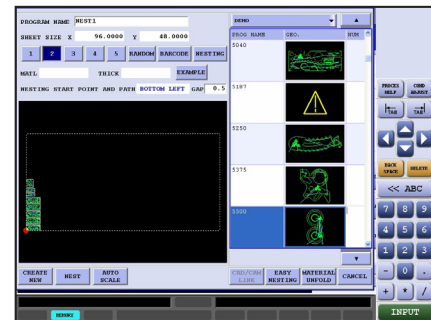 PROGRAM NAME NEST1
SHEET SIZE X 96.0000 Y 48.0000
1 2 3 4 5 RANDOM BARCODE NESTING
MATL THICK EXAMPLE
NESTING START POINT AND PATH BOTTOM LEFT GAP 0.5
DEMO
PROG NAME GEO. NUM
5040
5187
5250
5375
5500
CREATE NEW
NEST
AUTO SCALE
CAD/CAM LINK
EASY NESTING
MATERIAL UNFOLD
CANCEL
MEMORY
PROCES HELP
COND ADJUST
TAB
TAB
BACK SPACE
DELETE
<< ABC
7 8 9
4 5 6
1 2 3
- 0 .
+ * /
INPUT